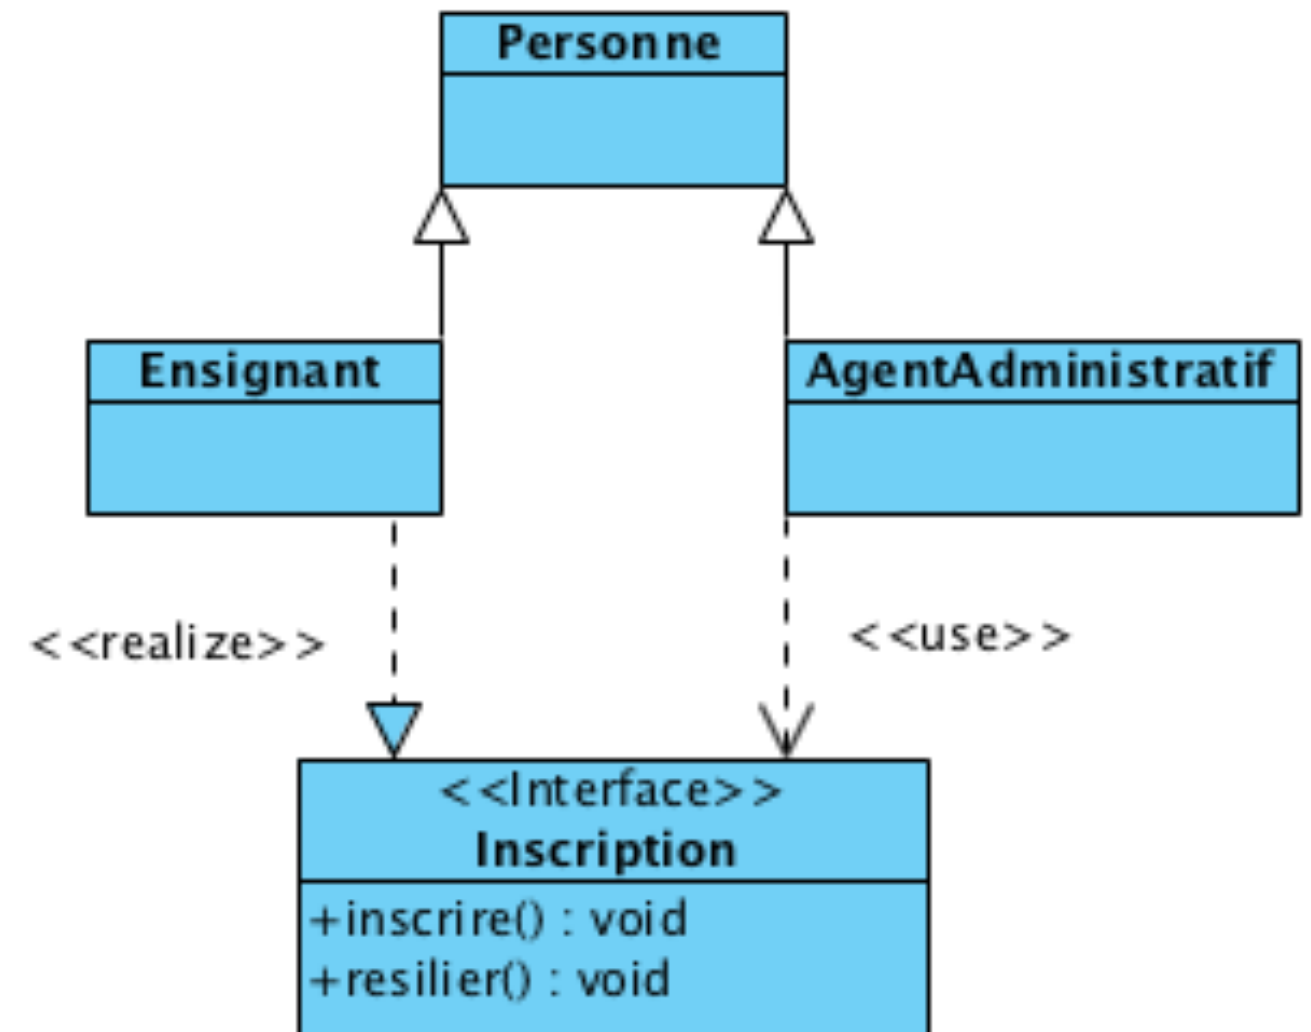 Personne
Ensignant
AgentAdministratif
<<realize>>
<<use>>
<<Interface>>
Inscription
+inscrire() : void
+resilier() : void